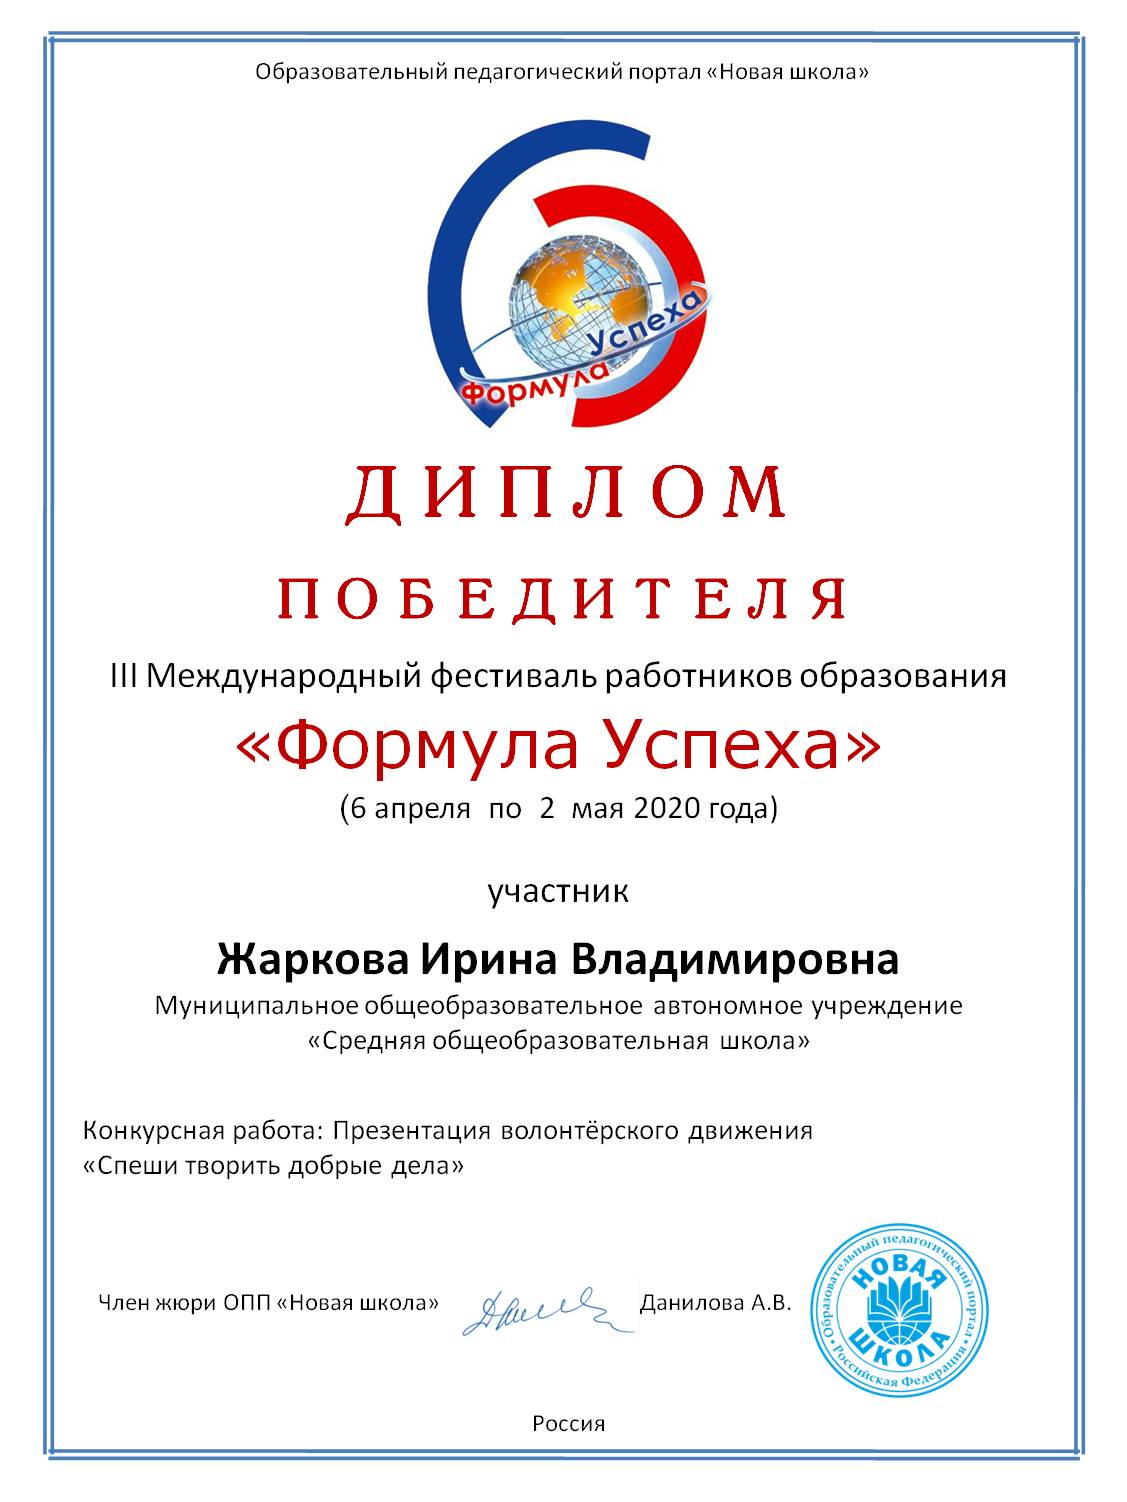 Образовательный педагогический портал «Новая школа»
Формула Успеха
ДИПЛОМ
ПОБЕДИТЕЛЯ
III Международный фестиваль работников образования
«Формула Успеха»
(6 апреля по 2 мая 2020 года)
участник
Жаркова Ирина Владимировна
Муниципальное общеобразовательное автономное учреждение
«Средняя общеобразовательная школа»
Конкурсная работа: Презентация волонтёрского движения
«Спеши творить добрые дела»
Член жюри ОПП «Новая школа»
Данилова А.В.
Образовательный педагогический портал
НОВАЯ
ШКОЛА
Российская Федерация
Россия